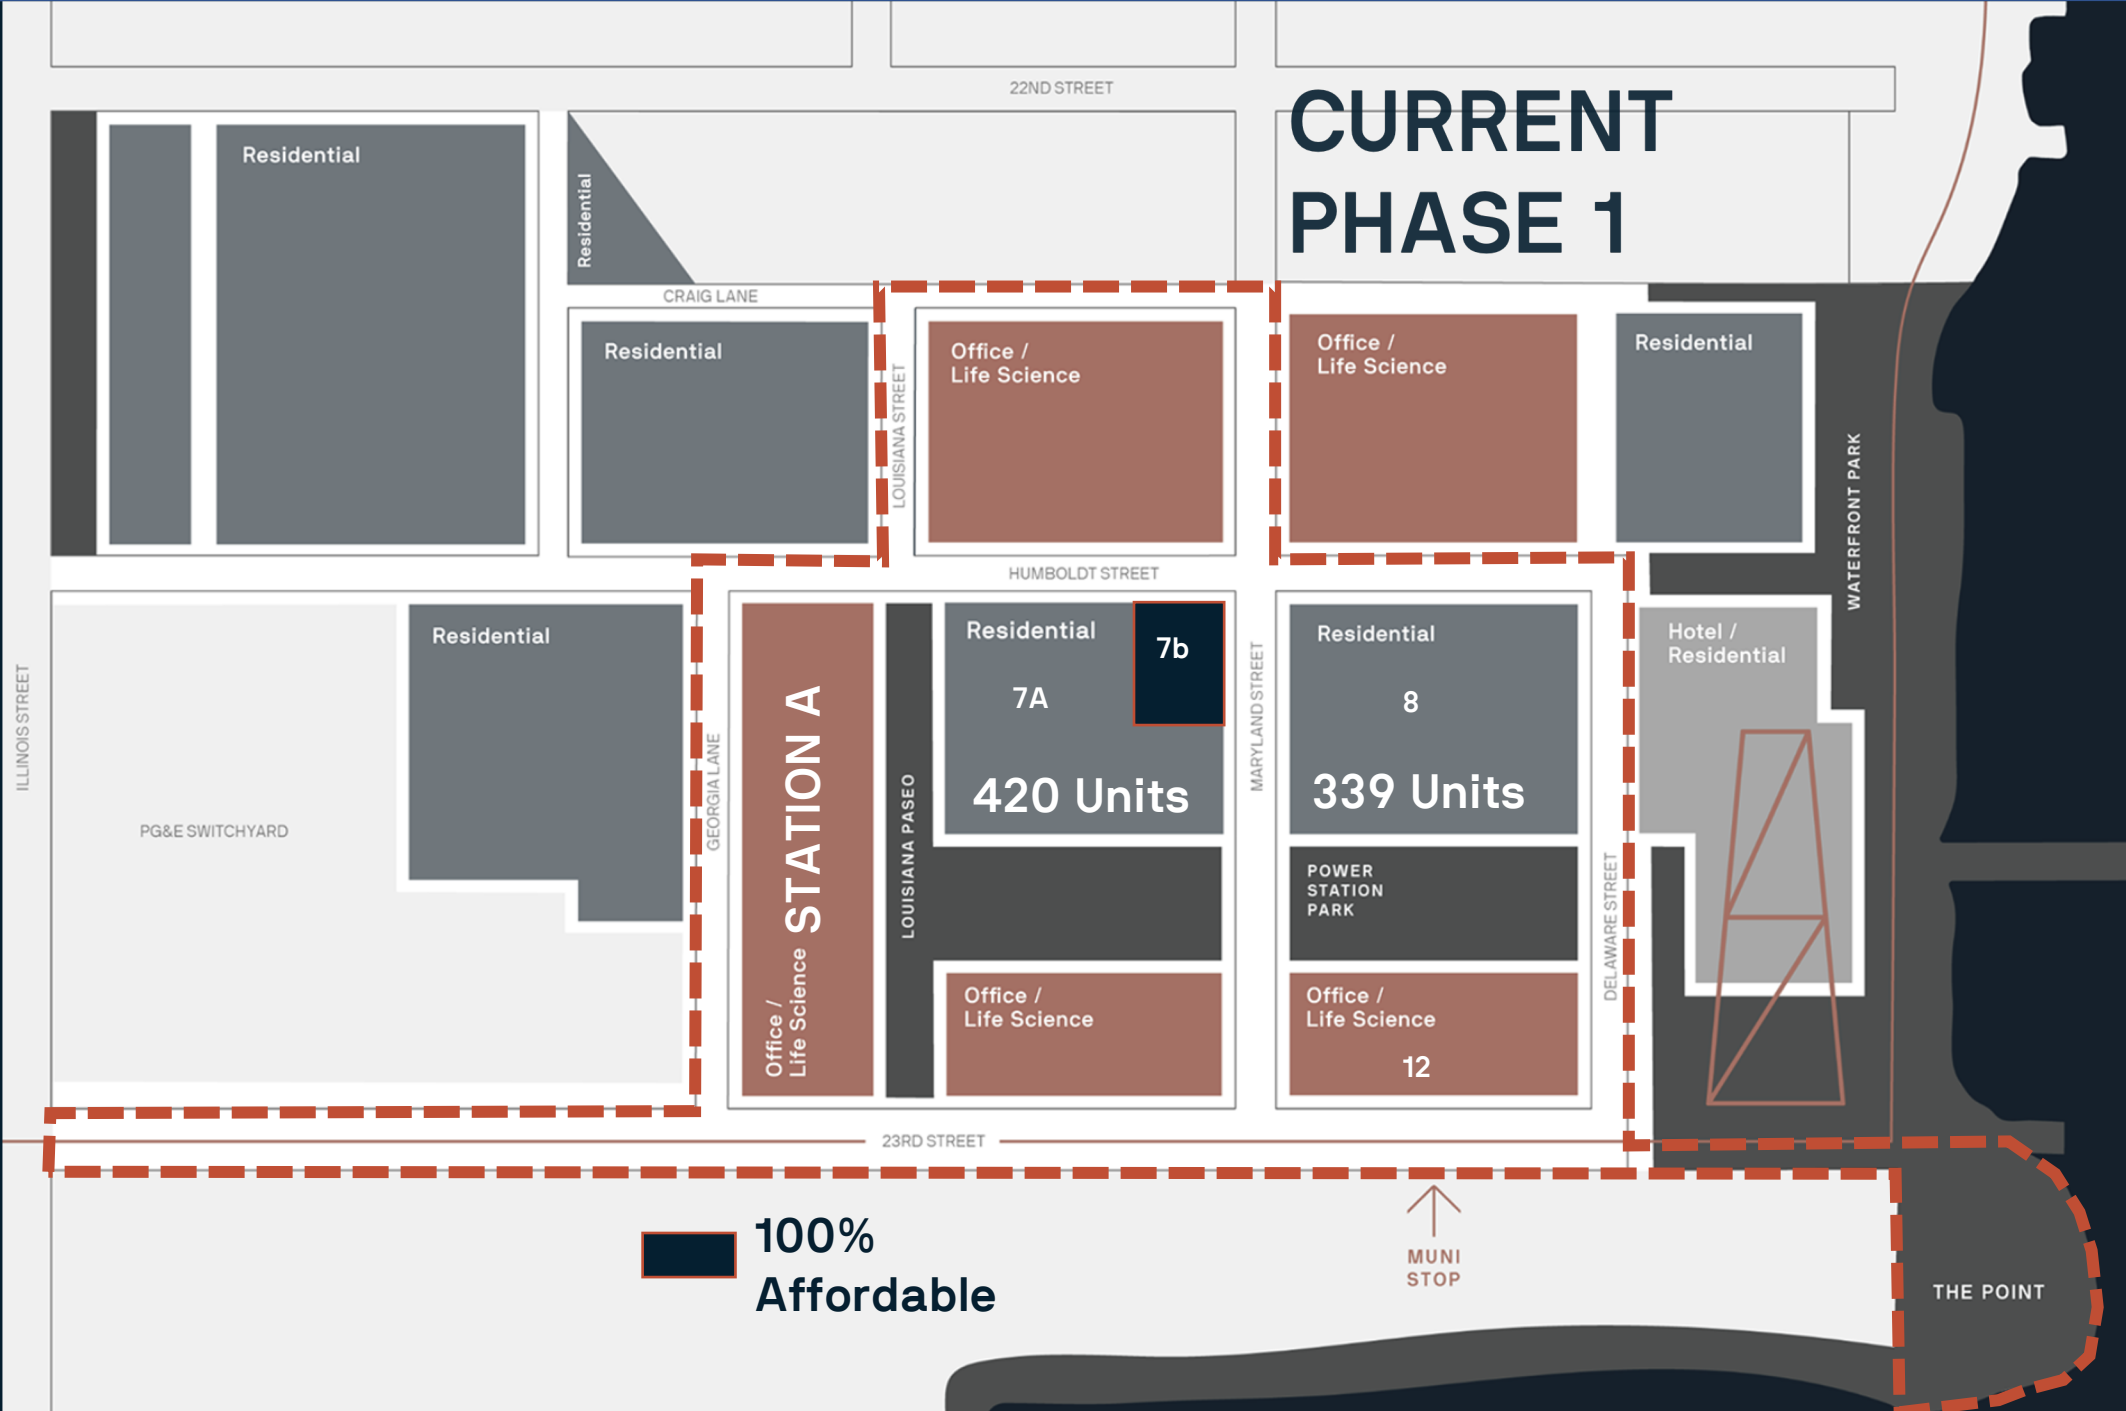 22ND STREET
CURRENT
PHASE 1
Residential
Residential
CRAIG LANE
Residential
LOUISIANA STREET
Office /
Life Science
Office /
Life Science
Residential
WATERFRONT PARK
HUMBOLDT STREET
ILLINOIS STREET
PG&E SWITCHYARD
Residential
GEORGIA LANE
STATION A
Office /
Life Science
LOUISIANA PASEO
Residential
7A
7b
420 Units
MARYLAND STREET
Residential
8
339 Units
POWER
STATION
PARK
Hotel /
Residential
DELAWARE STREET
Office /
Life Science
Office /
Life Science
12
23RD STREET
MUNI
STOP
THE POINT
100%
Affordable